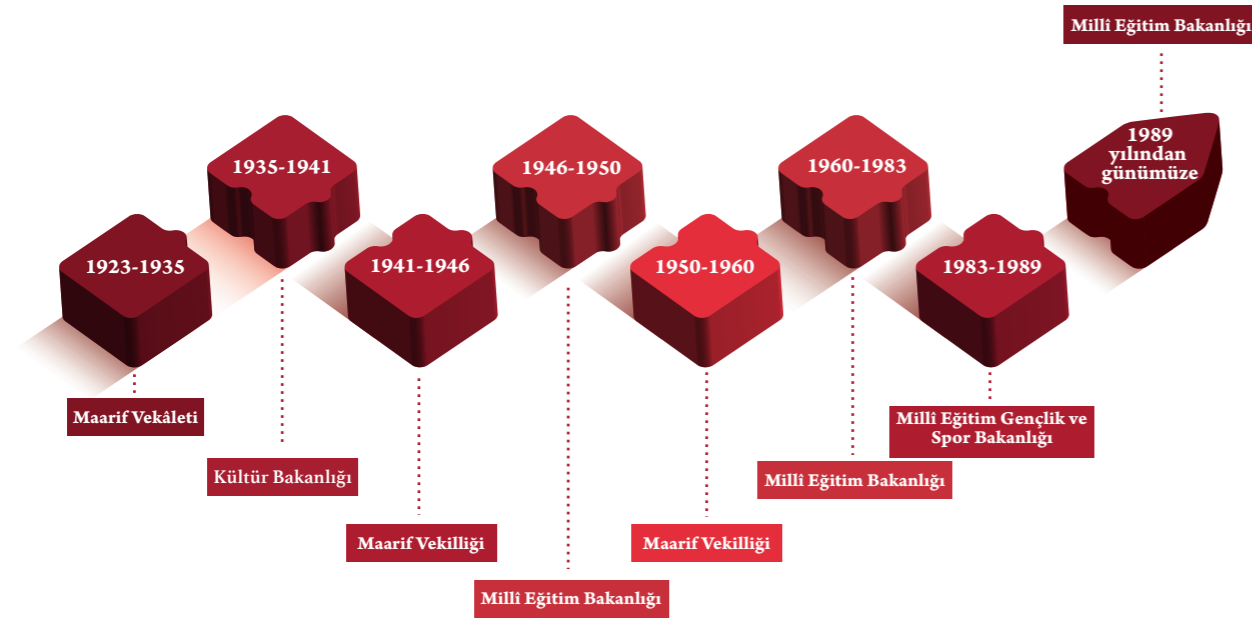 1923-1935
Maarif Vekâleti
1935-1941
Kültür Bakanlığı
1941-1946
Maarif Vekilliği
1946-1950
Millî Eğitim Bakanlığı
1950-1960
Maarif Vekilliği
1960-1983
Millî Eğitim Bakanlığı
1983-1989
Millî Eğitim Gençlik ve
Spor Bakanlığı
1989
yılından
günümüze
Millî Eğitim Bakanlığı